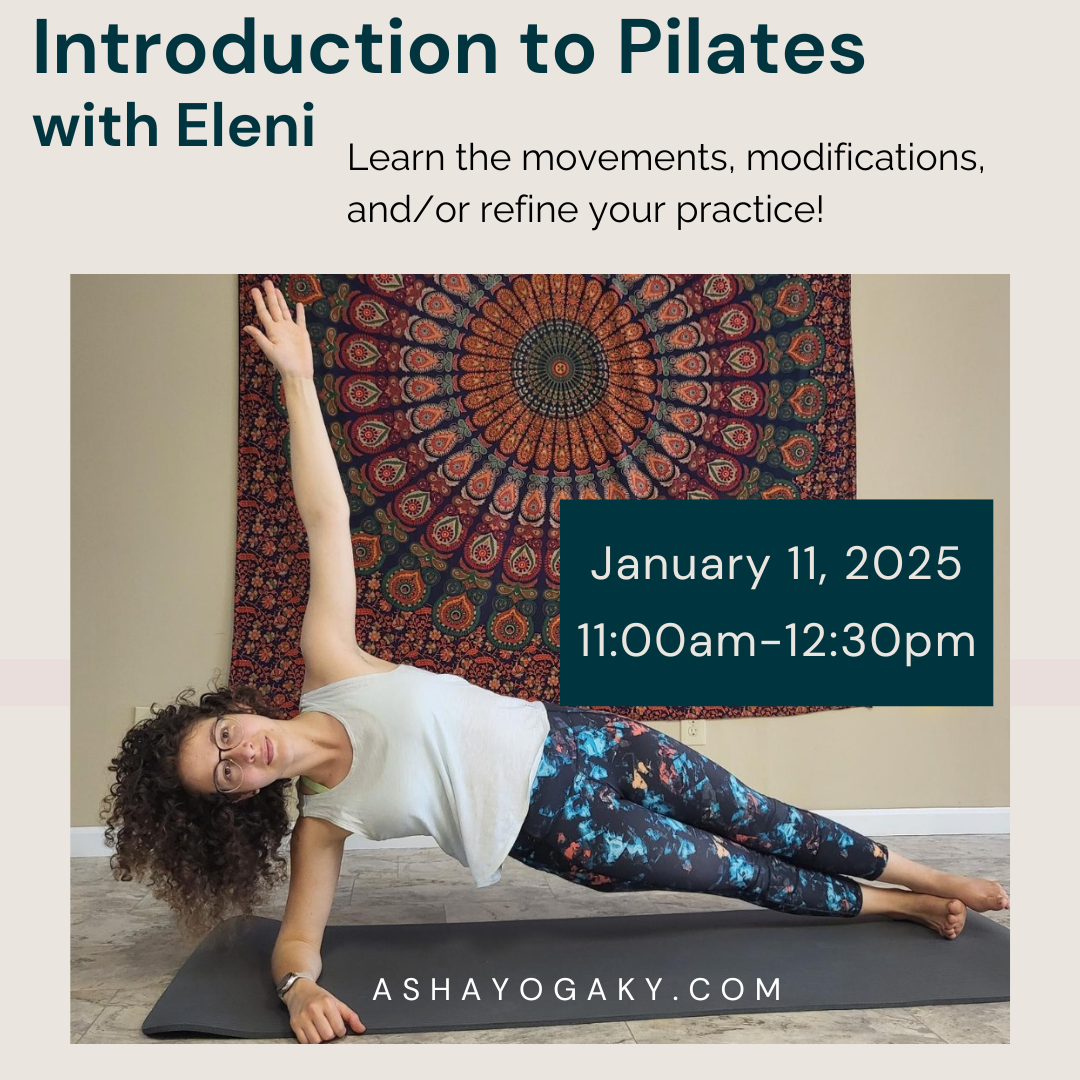 Introduction to Pilates
with Eleni
Learn the movements, modifications,
and/or refine your practice!
January 11, 2025
11:00am-12:30pm
ASHAYOGAKY.COM